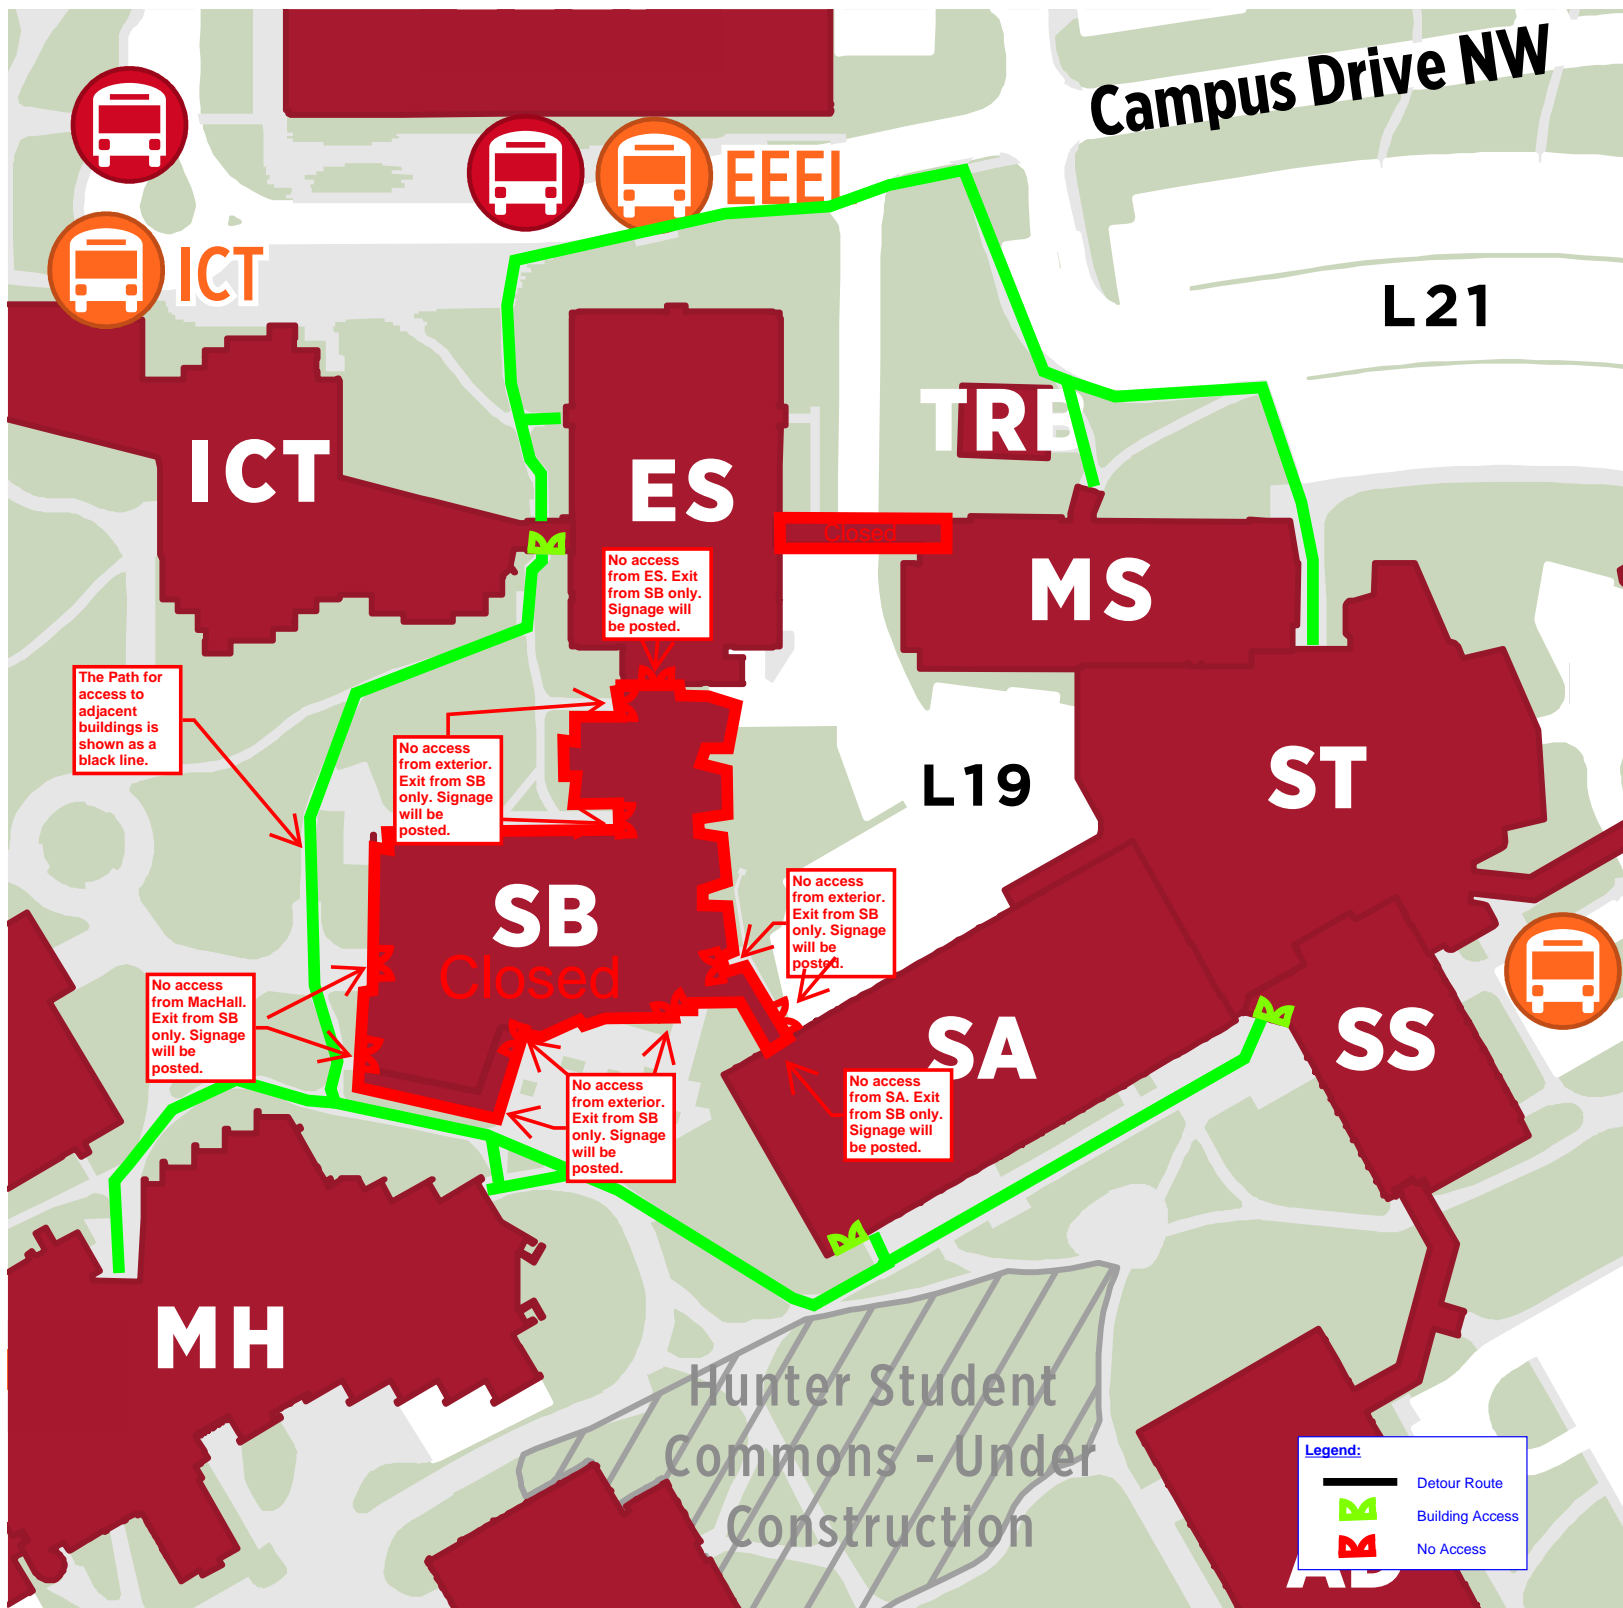 Campus Drive NW
EEEI
ICT
L21
TRB
ICT
ES
Closed
MS
No access
from ES. Exit
from SB only.
Signage will
be posted.
The Path for
access to
adjacent
buildings is
shown as a
black line.
No access
from exterior.
Exit from SB
only. Signage
will be
posted.
L19
ST
SB
Closed
No access
from exterior.
Exit from SB
only. Signage
will be
posted.
No access
from MacHall.
Exit from SB
only. Signage
will be
posted.
SA
SS
No access
from exterior.
Exit from SB
only. Signage
will be
posted.
No access
from SA. Exit
from SB only.
Signage will
be posted.
MH
Hunter Student
Commons - Under
Construction
Legend:
Detour Route
Building Access
No Access
AD